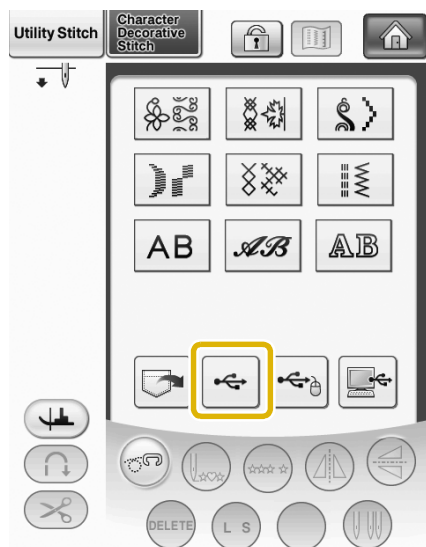 Utility Stitch
Character
Decorative
Stitch
AB
AB
AB
DELETE
L S